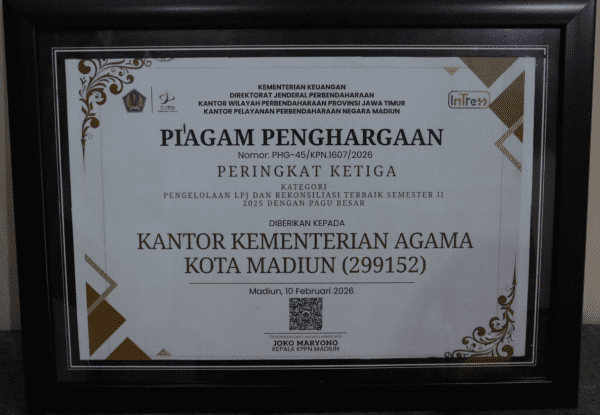 KEMENTERIAN KEUANGAN
DIREKTORAT JENDERAL PERBENDAHARAAN
KANTOR WILAYAH PERBENDAHARAAN PROVINSI JAWA TIMUR
KANTOR PELAYANAN PERBENDAHARAAN NEGARA MADIUN
DJPb
InTress
PIAGAM PENGHARGAAN
Nomor: PHG-45/KPN.1607/2026
PERINGKAT KETIGA
KATEGORI
PENGELOLAAN LPJ DAN REKONSILIASI TERBAIK SEMESTER II
2025 DENGAN PAGU BESAR
DIBERIKAN KEPADA
KANTOR KEMENTERIAN AGAMA
KOTA MADIUN (299152)
Madiun, 10 Februari 2026
JOKO MARYONO
KEPALA KPPN MADIUN